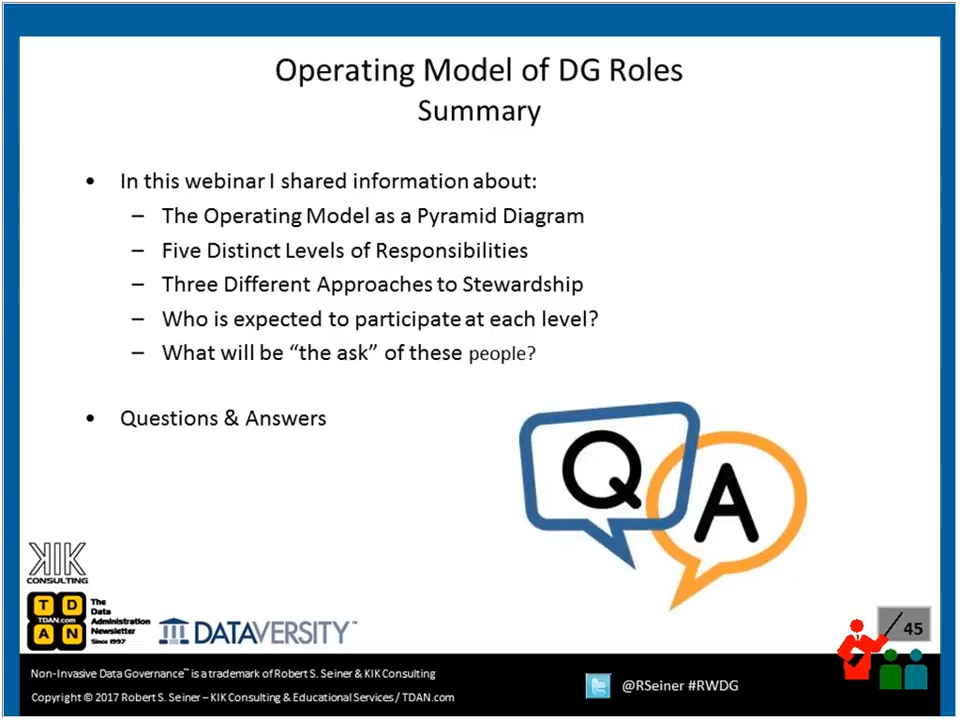 Operating Model of DG Roles
Summary
• In this webinar I shared information about:
– The Operating Model as a Pyramid Diagram
– Five Distinct Levels of Responsibilities
– Three Different Approaches to Stewardship
– Who is expected to participate at each level?
– What will be “the ask” of these people?
• Questions & Answers
Q
A
KIK
CONSULTING
T D
TDAN.com
A N
The
Data
Administration
Newsletter
Since 1997
DATAVERSITY™
/ 45
Non-Invasive Data Governance™ is a trademark of Robert S. Seiner & KIK Consulting
Copyright © 2017 Robert S. Seiner – KIK Consulting & Educational Services / TDAN.com
@RSeiner #RWDG